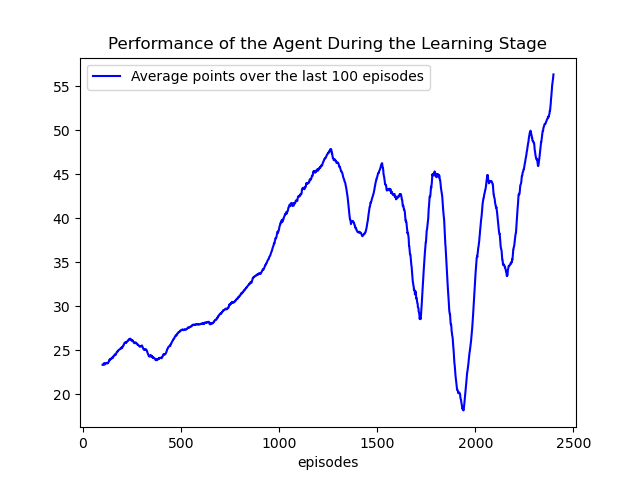 Performance of the Agent During the Learning Stage
Average points over the last 100 episodes
55
50
45
40
35
30
25
20
0 500 1000 1500 2000 2500
episodes